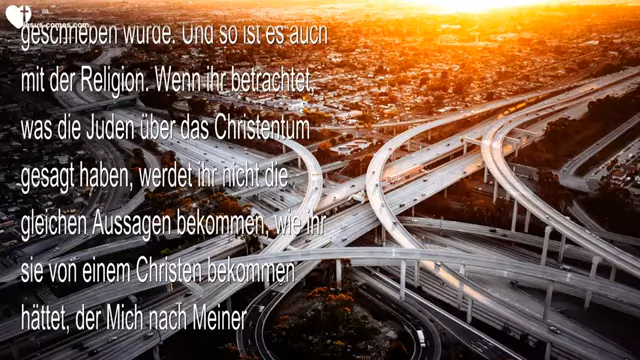 jesus-comes.com
geschrieben wurde. Und so ist es auch
mit der Religion. Wenn ihr betrachtet,
was die Juden über das Christentum
gesagt haben, werdet ihr nicht die
gleichen Aussagen bekommen, wie ihr
sie von einem Christen bekommen
hättet, der Mich nach Meiner